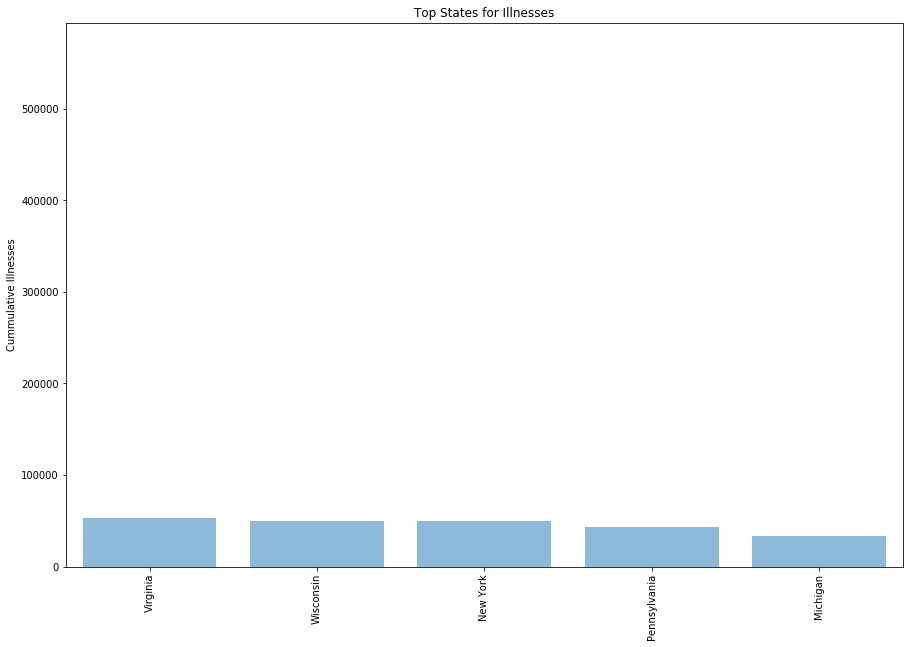 Top States for Illnesses
Cummulative Illnesses
500000
400000
300000
200000
100000
0
Virginia
Wisconsin
New York
Pennsylvania
Michigan